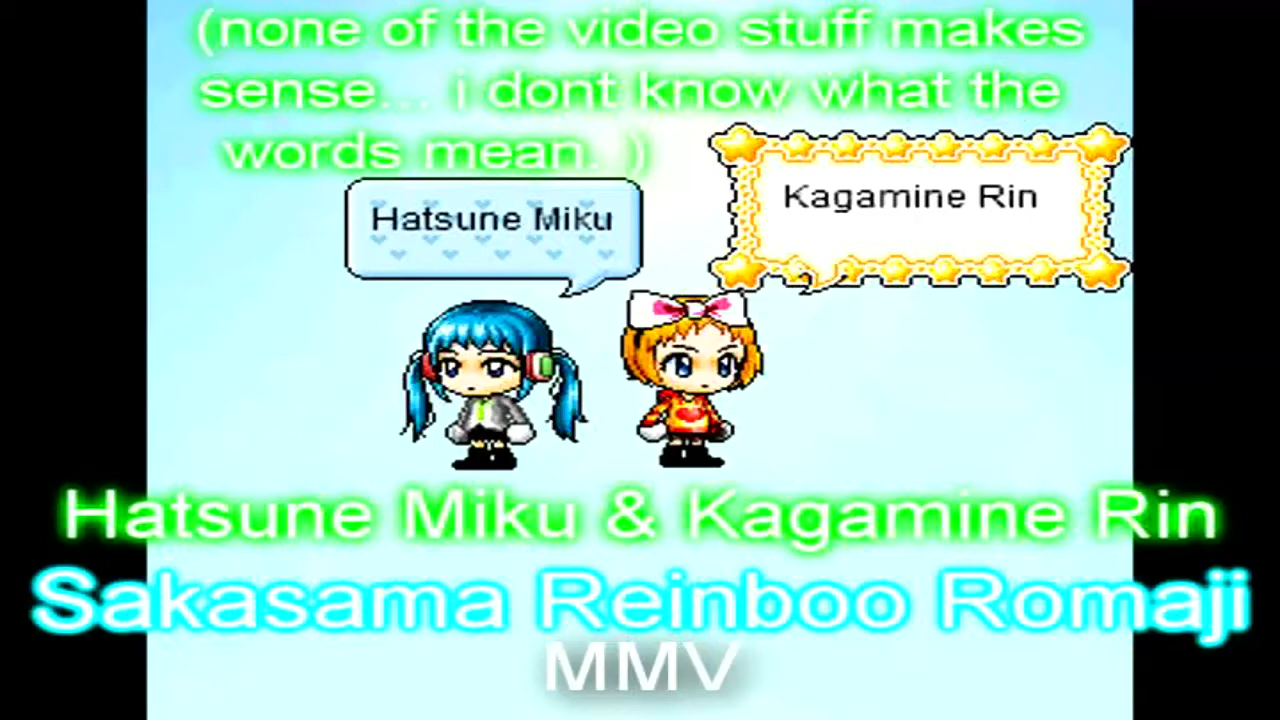 (none of the video stuff makes
sense... i dont know what the
words mean. )
Hatsune Miku
Kagamine Rin
Hatsune Miku & Kagamine Rin
Sakasama Reinboo Romaji
MMV